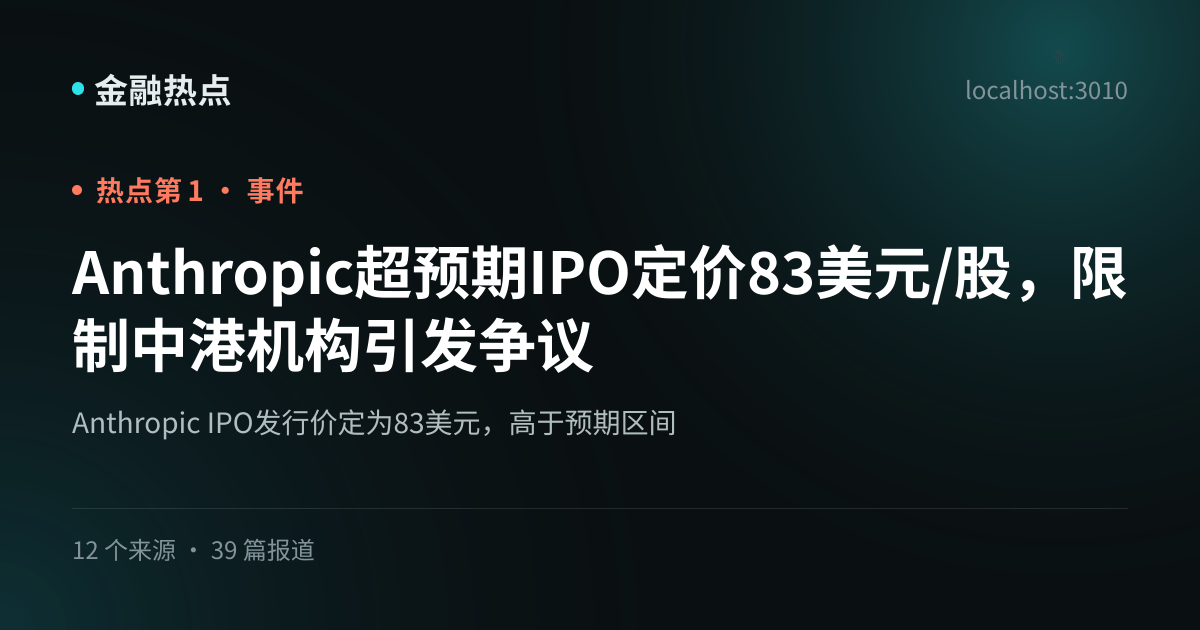 金融热点
localhost:3010
热点第 1 · 事件
Anthropic超预期IPO定价83美元/股，限
制中港机构引发争议
Anthropic IPO发行价定为83美元，高于预期区间
12 个来源 · 39 篇报道